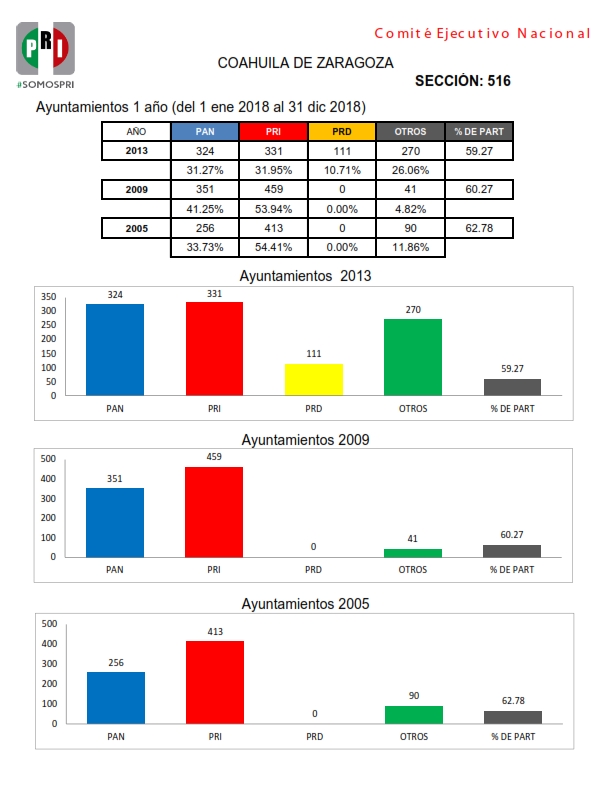 Comité Ejecutivo Nacional
PRI
#SOMOSPRI
COAHUILA DE ZARAGOZA
SECCIÓN: 516
Ayuntamientos 1 año (del 1 ene 2018 al 31 dic 2018)
AÑO PAN PRI PRD OTROS % DE PART
2013 324 331 111 270 59.27
31.27% 31.95% 10.71% 26.06%
2009 351 459 0 41 60.27
41.25% 53.94% 0.00% 4.82%
2005 256 413 0 90 62.78
33.73% 54.41% 0.00% 11.86%
Ayuntamientos 2013
350
300
250
200
150
100
50
0
324 331 111 270 59.27
PAN PRI PRD OTROS % DE PART
Ayuntamientos 2009
500
400
300
200
100
0
351 459 0 41 60.27
PAN PRI PRD OTROS % DE PART
Ayuntamientos 2005
500
400
300
200
100
0
256 413 0 90 62.78
PAN PRI PRD OTROS % DE PART